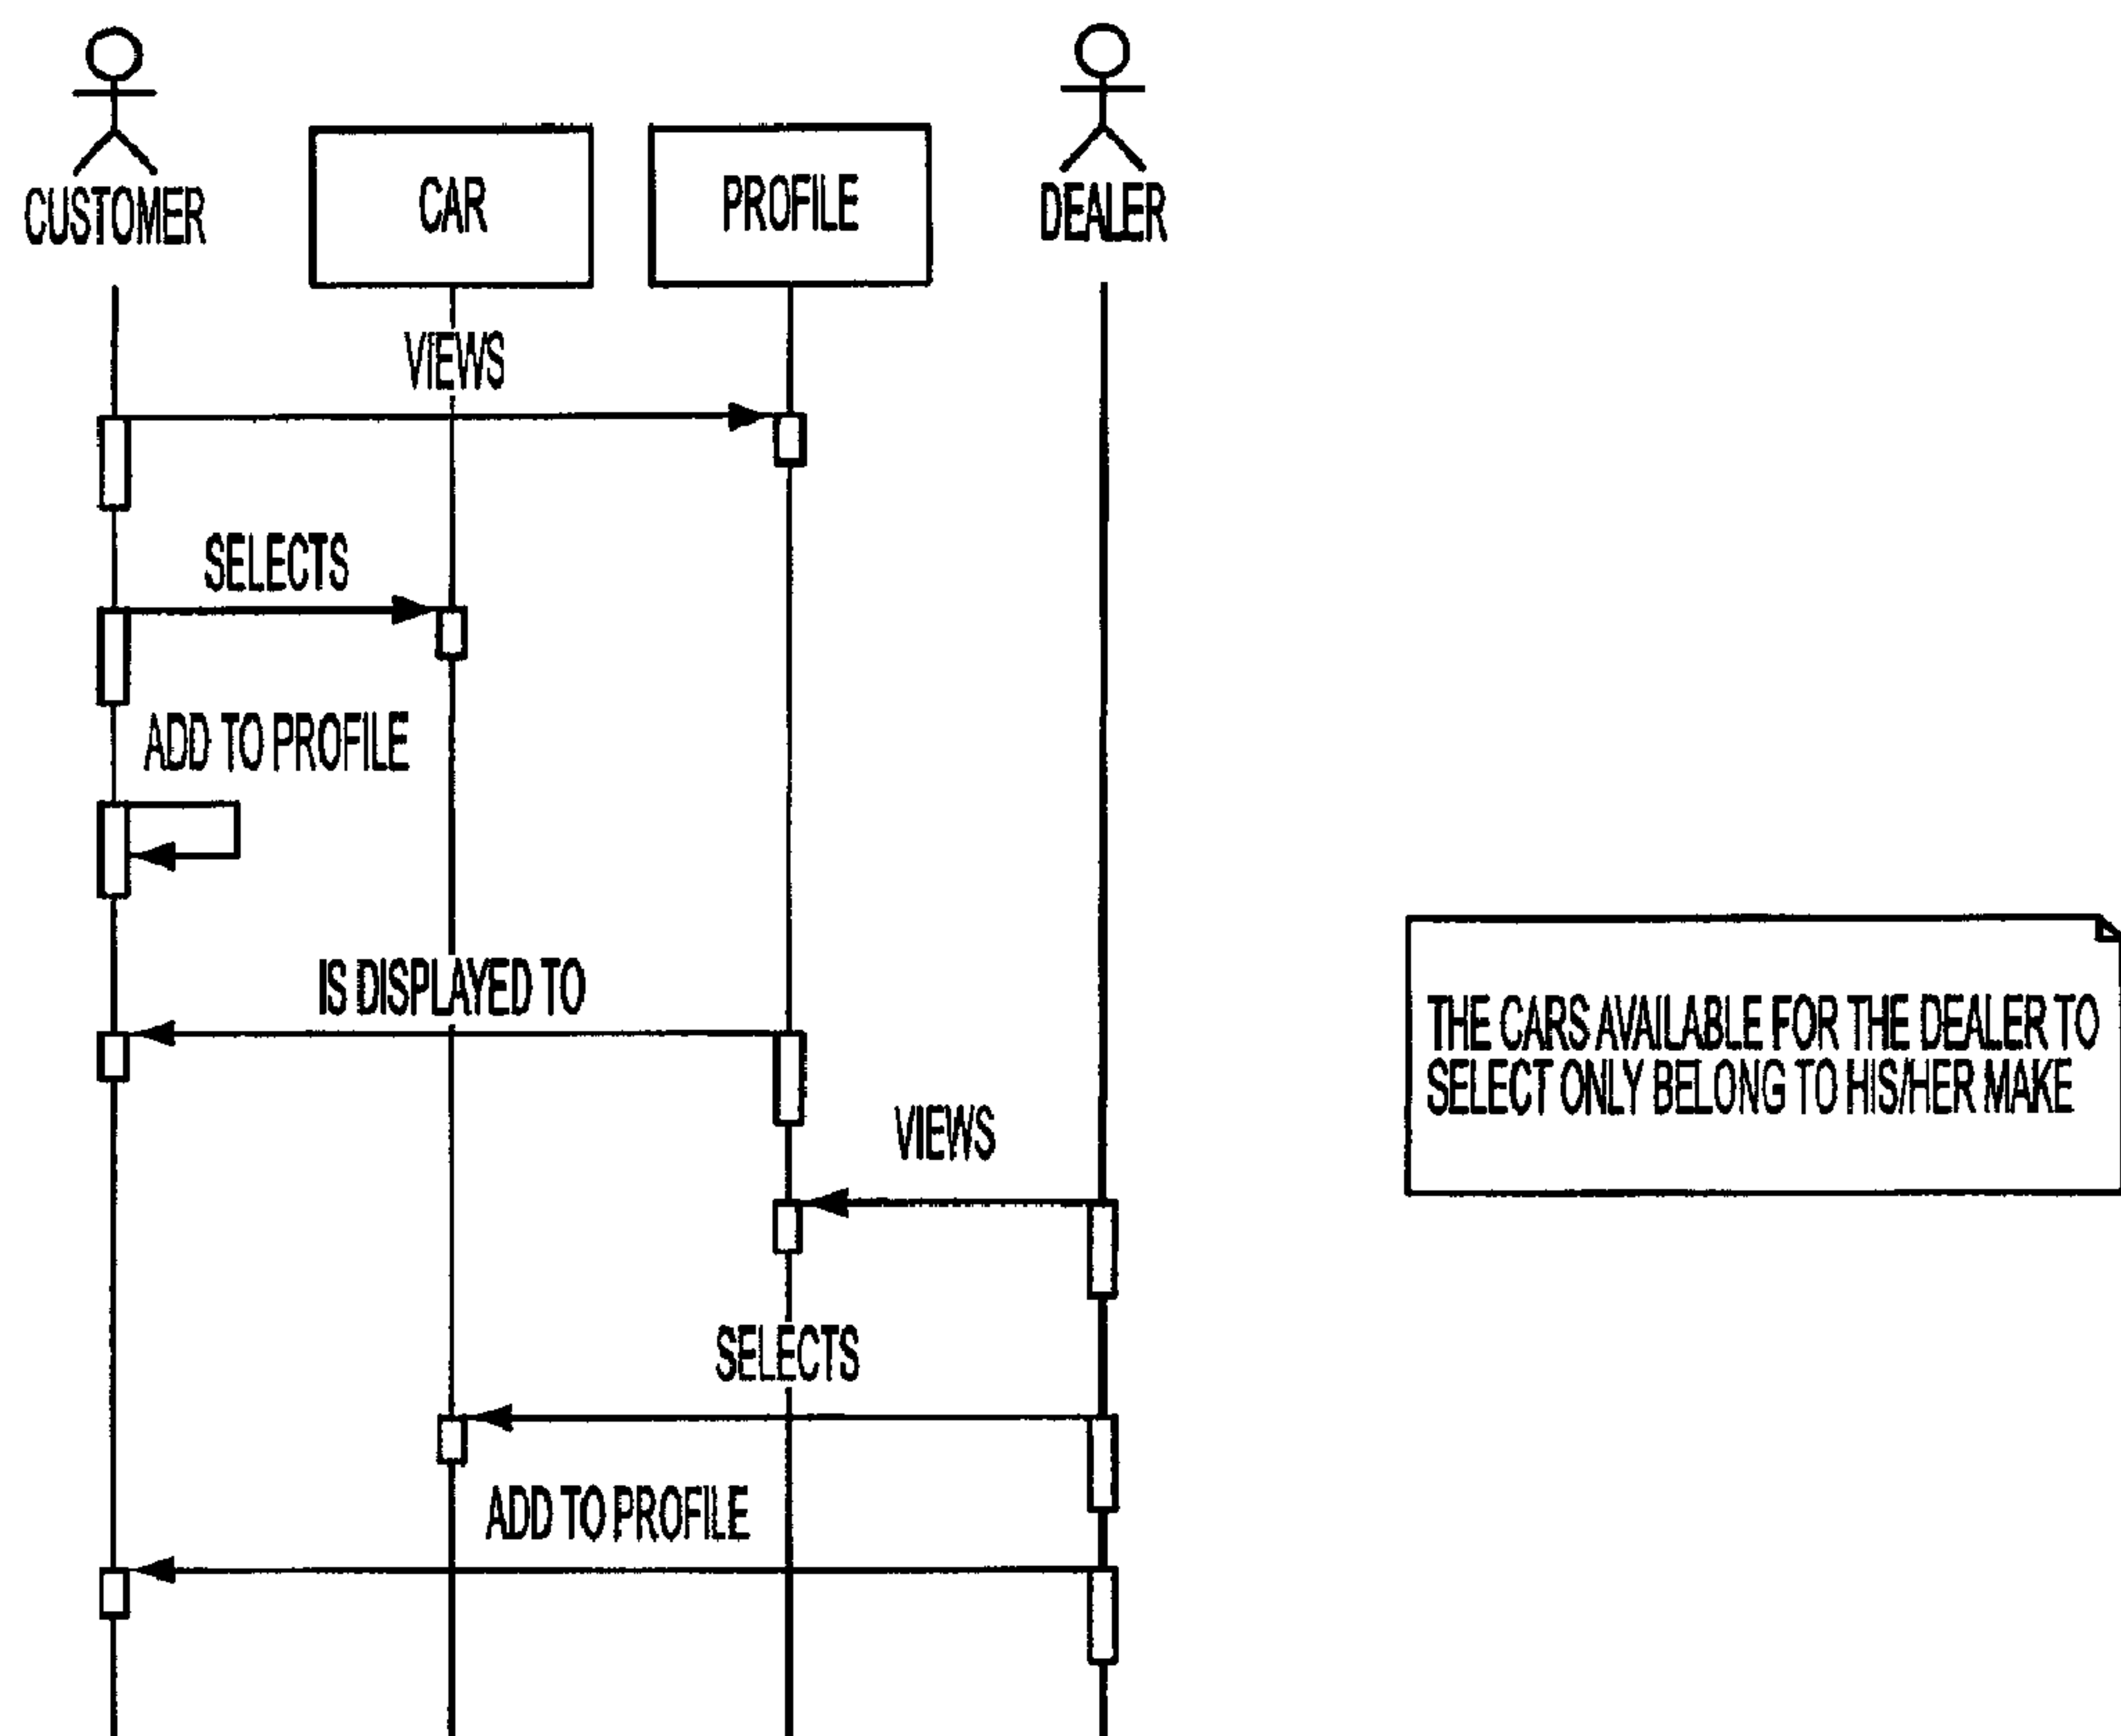 CUSTOMER
CAR
PROFILE
DEALER
VIEWS
SELECTS
ADD TO PROFILE
IS DISPLAYED TO
THE CARS AVAILABLE FOR THE DEALER TO
SELECT ONLY BELONG TO HIS/HER MAKE
VIEWS
SELECTS
ADD TO PROFILE